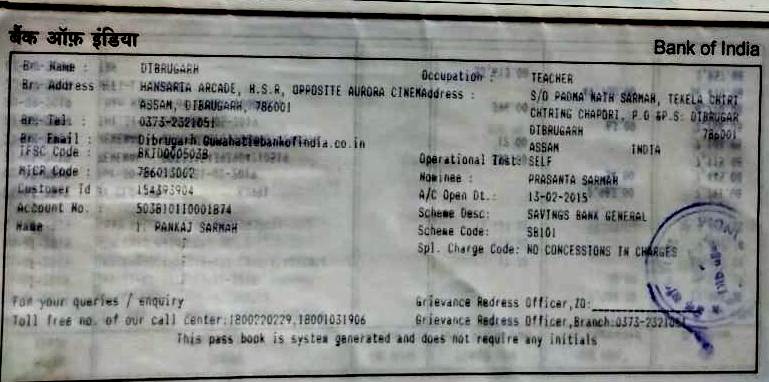 बैंक ऑफ़ इंडिया
Bank of India
Br. Name : DIBRUGARH
Br. Address : HANSARIA ARCADE, H.S.R, OPPOSITE AURORA CINEM
ASSAM, DIBRUGARH, 786001
Br. Tel : 0373-2321051
Br. Email : Dibrugarh.Guwahati@bankofindia.co.in
IFSC Code : BKID0005038
MICR Code : 786013002
Customer Id : 154393904
Account No. : 503810110001874
Name : 1. PANKAJ SARMAH
Occupation : TEACHER
Address : S/O PADMA NATH SARMAH, TEKELA CHIRI
CHTRING CHAPORI, P.O &P.S: DIBRUGAR
DIBRUGARH 786001
ASSAM INDIA
Operational Inst: SELF
Nominee : PRASANTA SARMAH
A/C Open Dt.: 13-02-2015
Scheme Desc: SAVINGS BANK GENERAL
Scheme Code: SB101
Spl. Charge Code: NO CONCESSIONS IN CHARGES
For your queries / enquiry
Toll free no. of our call center:1800220229,18001031906
Grievance Redress Officer,ZO:
Grievance Redress Officer,Branch:0373-2321051
This pass book is system generated and does not require any initials